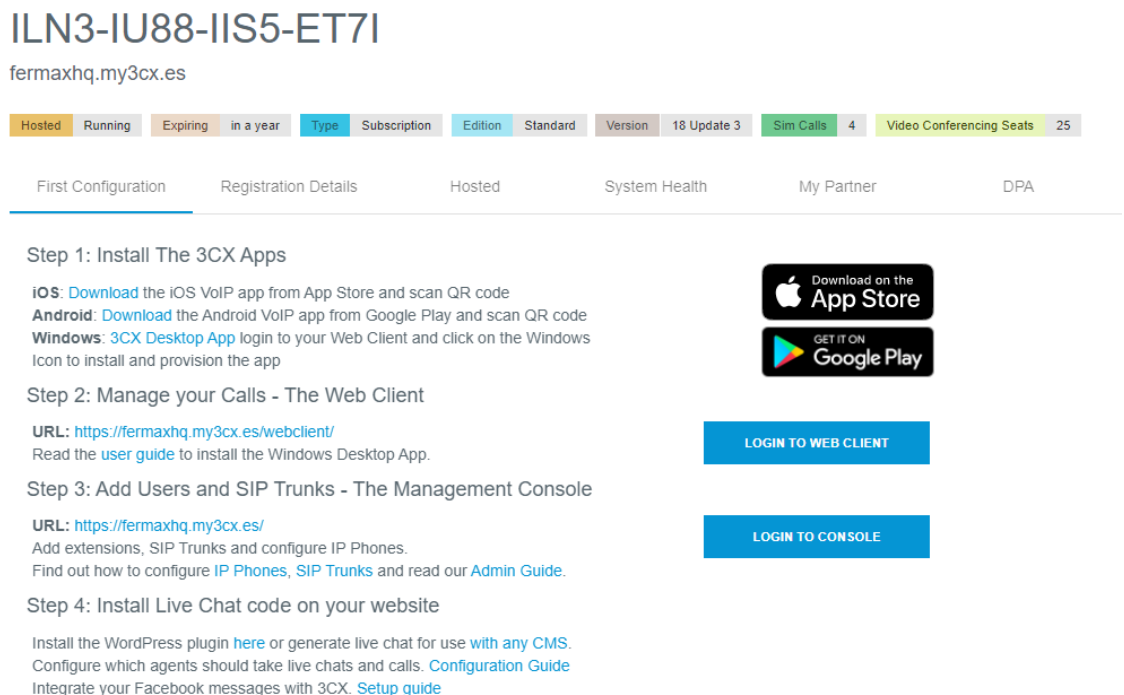 ILN3-IU88-IIS5-ET7I
fermaxhq.my3cx.es
Hosted Running Expiring in a year Type Subscription Edition Standard Version 18 Update 3 Sim Calls 4 Video Conferencing Seats 25
First Configuration Registration Details Hosted System Health My Partner DPA
Step 1: Install The 3CX Apps
iOS: Download the iOS VoIP app from App Store and scan QR code
Android: Download the Android VoIP app from Google Play and scan QR code
Windows: 3CX Desktop App login to your Web Client and click on the Windows
Icon to install and provision the app
Download on the
App Store
GET IT ON
Google Play
Step 2: Manage your Calls - The Web Client
URL: https://fermaxhq.my3cx.es/webclient/
Read the user guide to install the Windows Desktop App.
LOGIN TO WEB CLIENT
Step 3: Add Users and SIP Trunks - The Management Console
URL: https://fermaxhq.my3cx.es/
Add extensions, SIP Trunks and configure IP Phones.
Find out how to configure IP Phones, SIP Trunks and read our Admin Guide.
LOGIN TO CONSOLE
Step 4: Install Live Chat code on your website
Install the WordPress plugin here or generate live chat for use with any CMS.
Configure which agents should take live chats and calls. Configuration Guide
Integrate your Facebook messages with 3CX. Setup guide